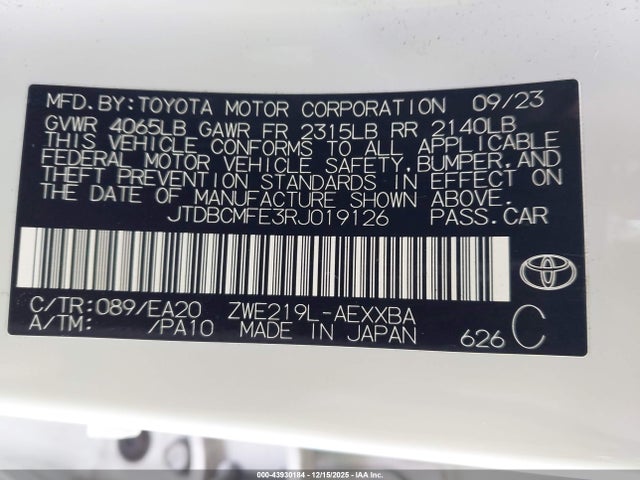 MFD.BY:TOYOTA MOTOR CORPORATION 09/23
GVWR 4065LB GAWR FR 2315LB RR 2140LB
THIS VEHICLE CONFORMS TO ALL APPLICABLE
FEDERAL MOTOR VEHICLE SAFETY,BUMPER,AND
THEFT PREVENTION STANDARDS IN EFFECT ON
THE DATE OF MANUFACTURE SHOWN ABOVE.
JTDBCMFE3RJ019126 PASS.CAR
C/TR:089/EA20 ZWE219L-AEXXBA
A/TM: /PA10 MADE IN JAPAN 626 C
000-43930184 - 12/15/2025 - IAA Inc.